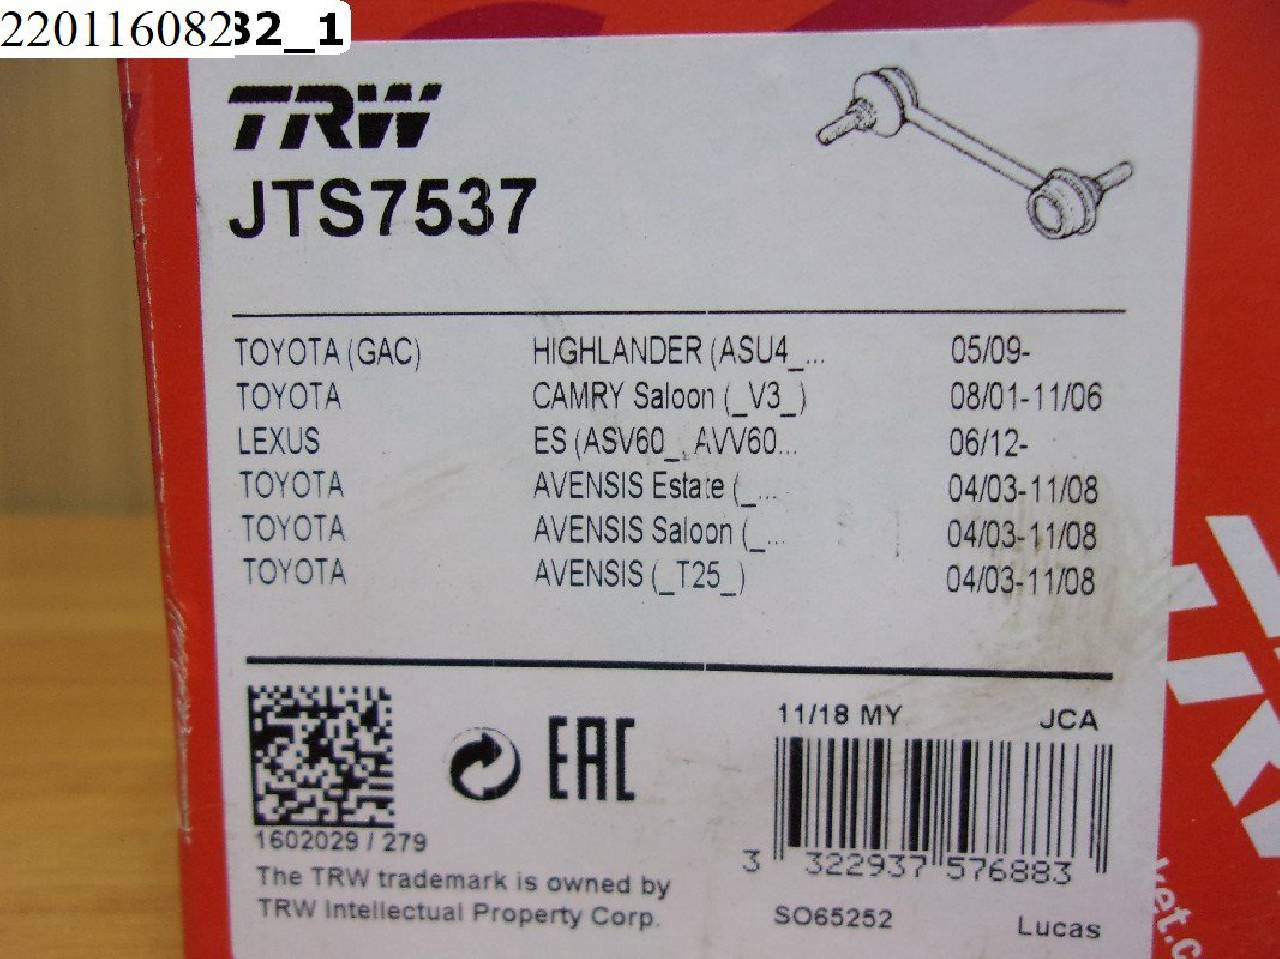 22011608232_1
TRW
JTS7537
TOYOTA (GAC) HIGHLANDER (ASU4_... 05/09-
TOYOTA CAMRY Saloon (_V3_) 08/01-11/06
LEXUS ES (ASV60_, AVV60... 06/12-
TOYOTA AVENSIS Estate (_... 04/03-11/08
TOYOTA AVENSIS Saloon (_... 04/03-11/08
TOYOTA AVENSIS (_T25_) 04/03-11/08
11/18 MY JCA
EAC
1602029 / 279
3 322937 576883
The TRW trademark is owned by
TRW Intellectual Property Corp.
SO65252 Lucas